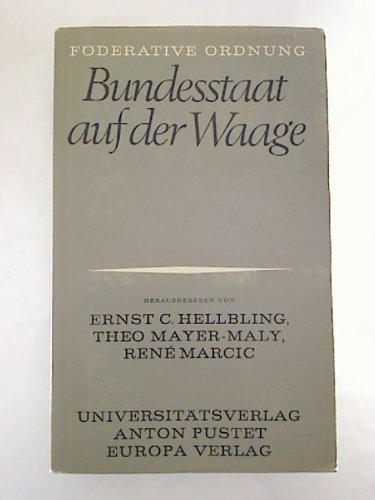 FÖDERATIVE ORDNUNG
Bundesstaat
auf der Waage
HERAUSGEGEBEN VON
ERNST C. HELLBLING,
THEO MAYER-MALY,
RENÉ MARCIC
UNIVERSITÄTSVERLAG
ANTON PUSTET
EUROPA VERLAG